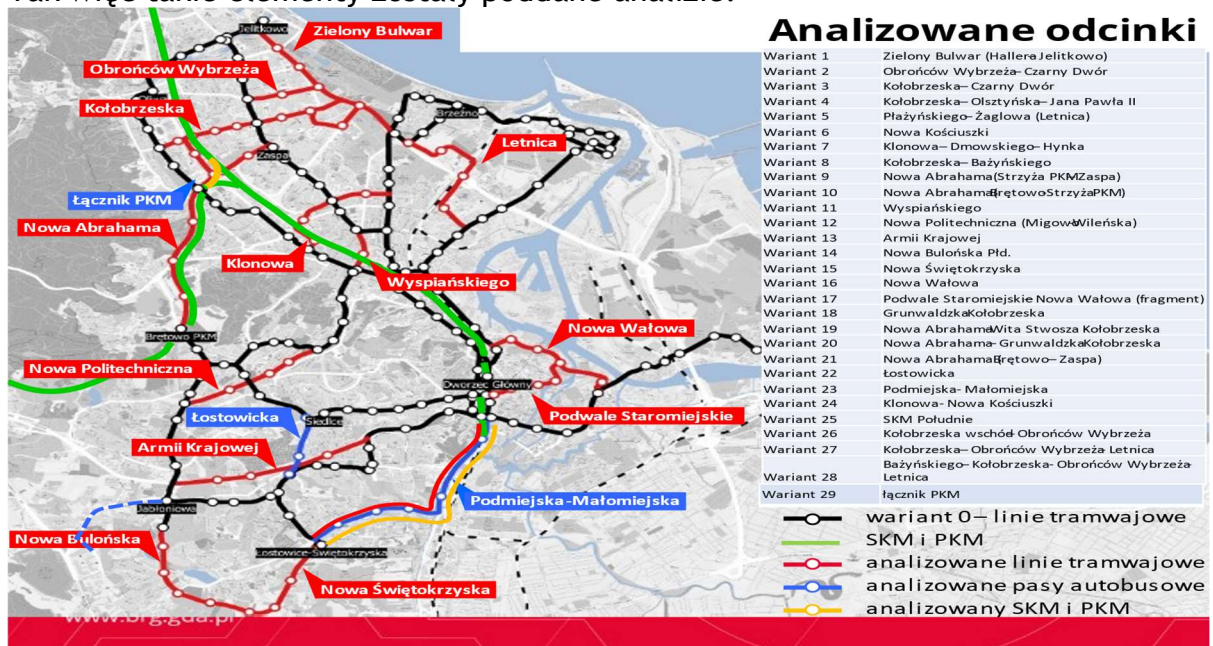 Tak więc takie elementy zostały poddane analizie.
Analizowane odcinki
Wariant 1 Zielony Bulwar (Hallera Jelitkowo)
Wariant 2 Obrońców Wybrzeża– Czarny Dwór
Wariant 3 Kołobrzeska– Czarny Dwór
Wariant 4 Kołobrzeska– Olsztyńska– Jana Pawła II
Wariant 5 Płażyńskiego– Żaglowa (Letnica)
Wariant 6 Nowa Kościuszki
Wariant 7 Klonowa– Dmowskiego– Hynka
Wariant 8 Kołobrzeska– Bażyńskiego
Wariant 9 Nowa Abrahama (Strzyża PKM Zaspa)
Wariant 10 Nowa Abrahama (Brętowo Strzyża PKM)
Wariant 11 Wyspiańskiego
Wariant 12 Nowa Politechniczna (Migowo Wileńska)
Wariant 13 Armii Krajowej
Wariant 14 Nowa Bulońska Płd.
Wariant 15 Nowa Świętokrzyska
Wariant 16 Nowa Wałowa
Wariant 17 Podwale Staromiejskie Nowa Wałowa (fragment)
Wariant 18 Grunwaldzka Kołobrzeska
Wariant 19 Nowa Abrahama Wita Stwosza Kołobrzeska
Wariant 20 Nowa Abrahama– Grunwaldzka Kołobrzeska
Wariant 21 Nowa Abrahama (Brętowo– Zaspa)
Wariant 22 Łostowicka
Wariant 23 Podmiejska- Małomiejska
Wariant 24 Klonowa- Nowa Kościuszki
Wariant 25 SKM Południe
Wariant 26 Kołobrzeska wschód- Obrońców Wybrzeża
Wariant 27 Kołobrzeska– Obrońców Wybrzeża- Letnica
Wariant 28 Bażyńskiego– Kołobrzeska- Obrońców Wybrzeża-
Letnica
Wariant 29 łącznik PKM
wariant 0– linie tramwajowe
SKM i PKM
analizowane linie tramwajowe
analizowane pasy autobusowe
analizowany SKM i PKM
Jelitkowo
Zielony Bulwar
Obrońców Wybrzeża
Kołobrzeska
Brzeźno
Letnica
Zaspa
Łącznik PKM
Nowa Abrahama
Klonowa
Wyspiańskiego
Nowa Wałowa
Brętowo PKM
Nowa Politechniczna
Dworzec Główny
Podwale Staromiejskie
Łostowicka
Siedlce
Armii Krajowej
Podmiejska-Małomiejska
Jabłoniowa
Nowa Bulońska
Łostowice-Świętokrzyska
Nowa Świętokrzyska
www.brg.gda.pl